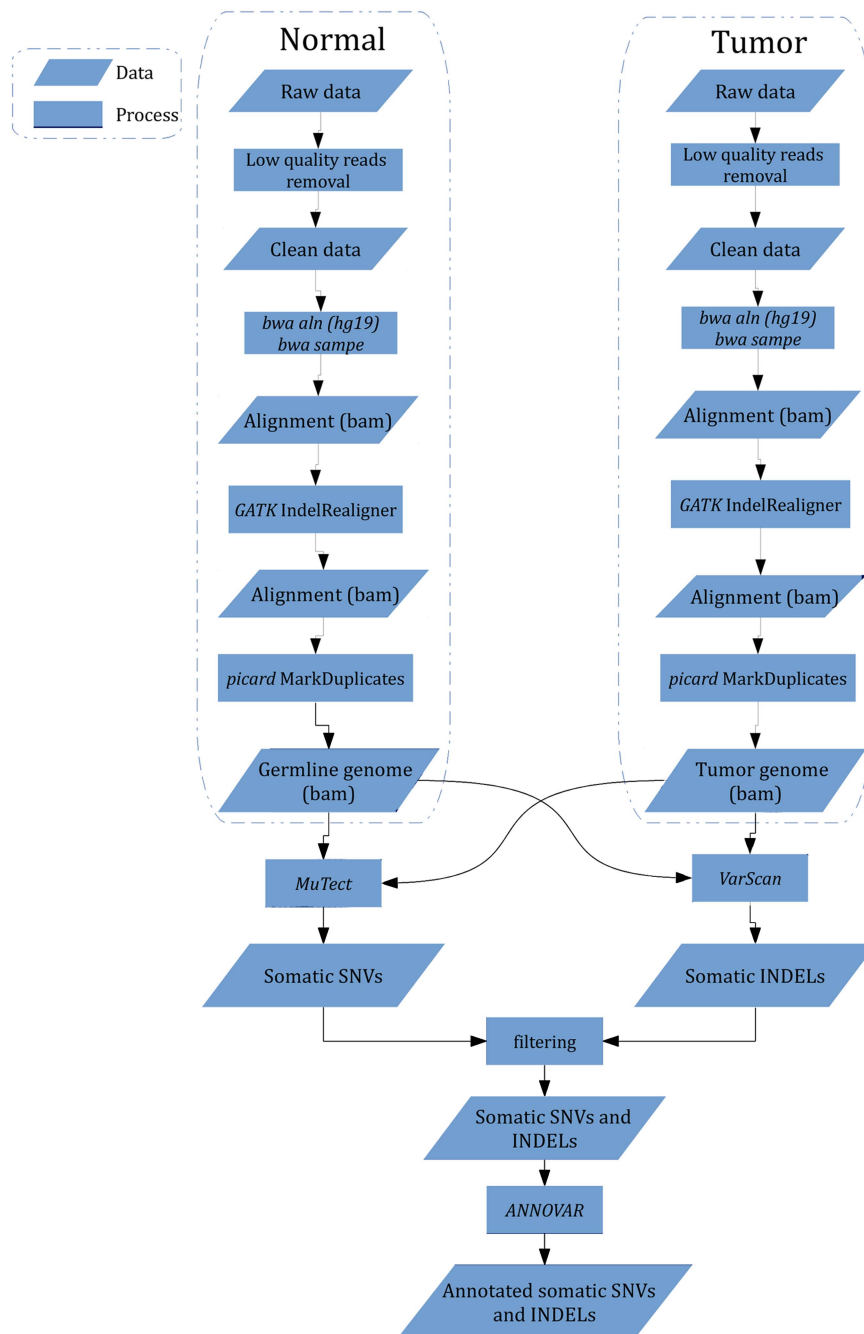 Normal
Tumor
Data
Process
Raw data
Low quality reads
removal
Clean data
bwa aln (hg19)
bwa sampe
Alignment (bam)
GATK IndelRealigner
Alignment (bam)
picard MarkDuplicates
Germline genome
(bam)
Raw data
Low quality reads
removal
Clean data
bwa aln (hg19)
bwa sampe
Alignment (bam)
GATK IndelRealigner
Alignment (bam)
picard MarkDuplicates
Tumor genome
(bam)
MuTect
VarScan
Somatic SNVs
Somatic INDELs
filtering
Somatic SNVs and
INDELs
ANNOVAR
Annotated somatic SNVs
and INDELs